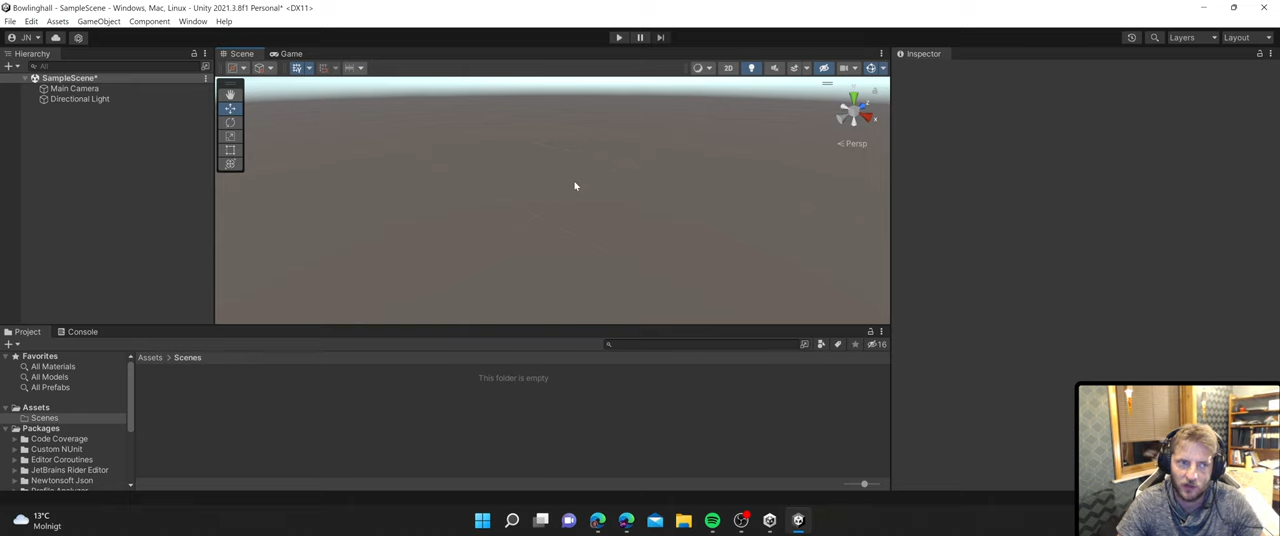 Bowlinghall - SampleScene - Windows, Mac, Linux - Unity 2021.3.8f1 Personal* <DX11>
File Edit Assets GameObject Component Window Help
JN Layers Layout
Hierarchy Scene Game Inspector
All
SampleScene*
2D
Main Camera
Directional Light
y
z
x
Persp
Project Console
16
Favorites
All Materials
All Models
All Prefabs
Assets > Scenes
This folder is empty
Assets
Scenes
Packages
Code Coverage
Custom NUnit
Editor Coroutines
JetBrains Rider Editor
Newtonsoft Json
13°C
Molnigt